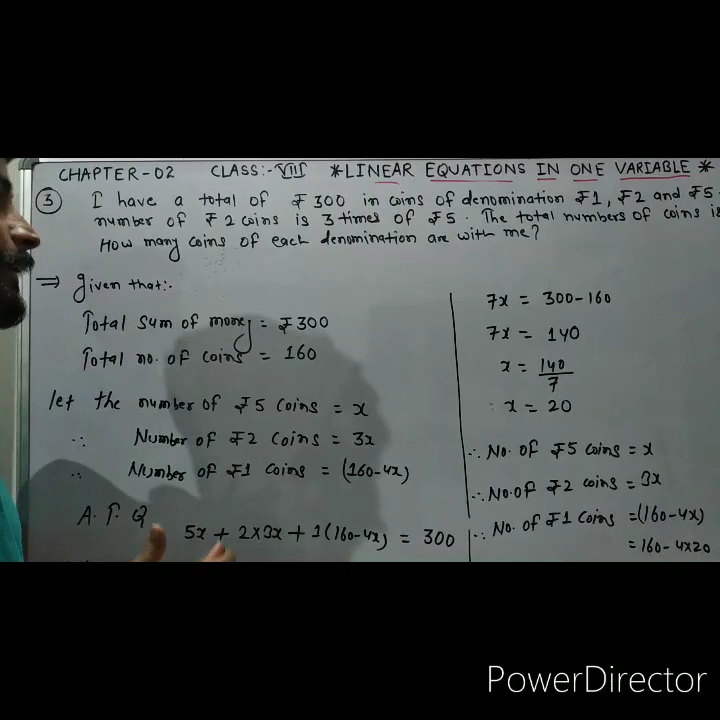 CHAPTER-02 CLASS:-VIII *LINEAR EQUATIONS IN ONE VARIABLE *
③ I have a total of ₹300 in coins of denomination ₹1, ₹2 and ₹5.
number of ₹2 coins is 3 times of ₹5. The total numbers of coins is
How many coins of each denomination are with me?
⇒ given that:-
Total sum of money = ₹300
Total no. of coins = 160
let the number of ₹5 coins = x
∴ Number of ₹2 coins = 3x
∴ Number of ₹1 coins = (160-4x)
A.T.Q
5x + 2×3x + 1(160-4x) = 300
7x = 300-160
7x = 140
x = 140/7
x = 20
∴ No. of ₹5 coins = x
∴ No. of ₹2 coins = 3x
∴ No. of ₹1 coins = (160-4x)
= 160-4×20
PowerDirector